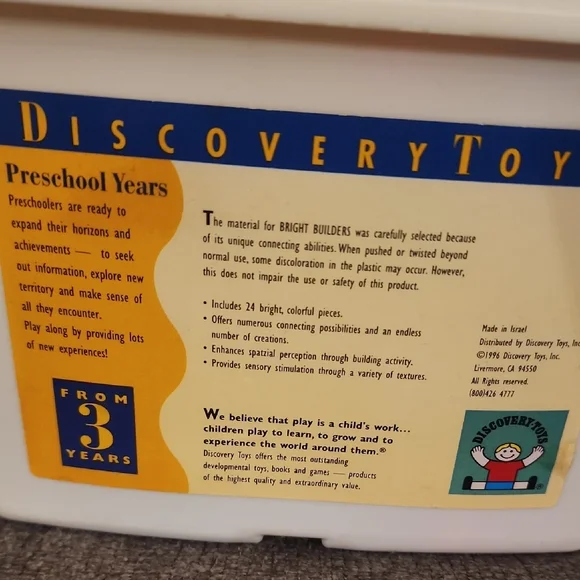 DISCOVERY TOY
Preschool Years
Preschoolers are ready to
expand their horizons and
achievements — to seek
out information, explore new
territory and make sense of
all they encounter.
Play along by providing lots
of new experiences!
FROM
3
YEARS
The material for BRIGHT BUILDERS was carefully selected because
of its unique connecting abilities. When pushed or twisted beyond
normal use, some discoloration in the plastic may occur. However,
this does not impair the use or safety of this product.
• Includes 24 bright, colorful pieces.
• Offers numerous connecting possibilities and an endless
number of creations.
• Enhances spatrial perception through building activity.
• Provides sensory stimulation through a variety of textures.
We believe that play is a child's work...
children play to learn, to grow and to
experience the world around them.®
Discovery Toys offers the most outstanding
developmental toys, books and games — products
of the highest quality and extraordinary value.
Made in Israel
Distributed by Discovery Toys, Inc
©1996 Discovery Toys, Inc.
Livermore, CA 94550
All Rights reserved.
(800)426 4777
DISCOVERY·TOYS
®